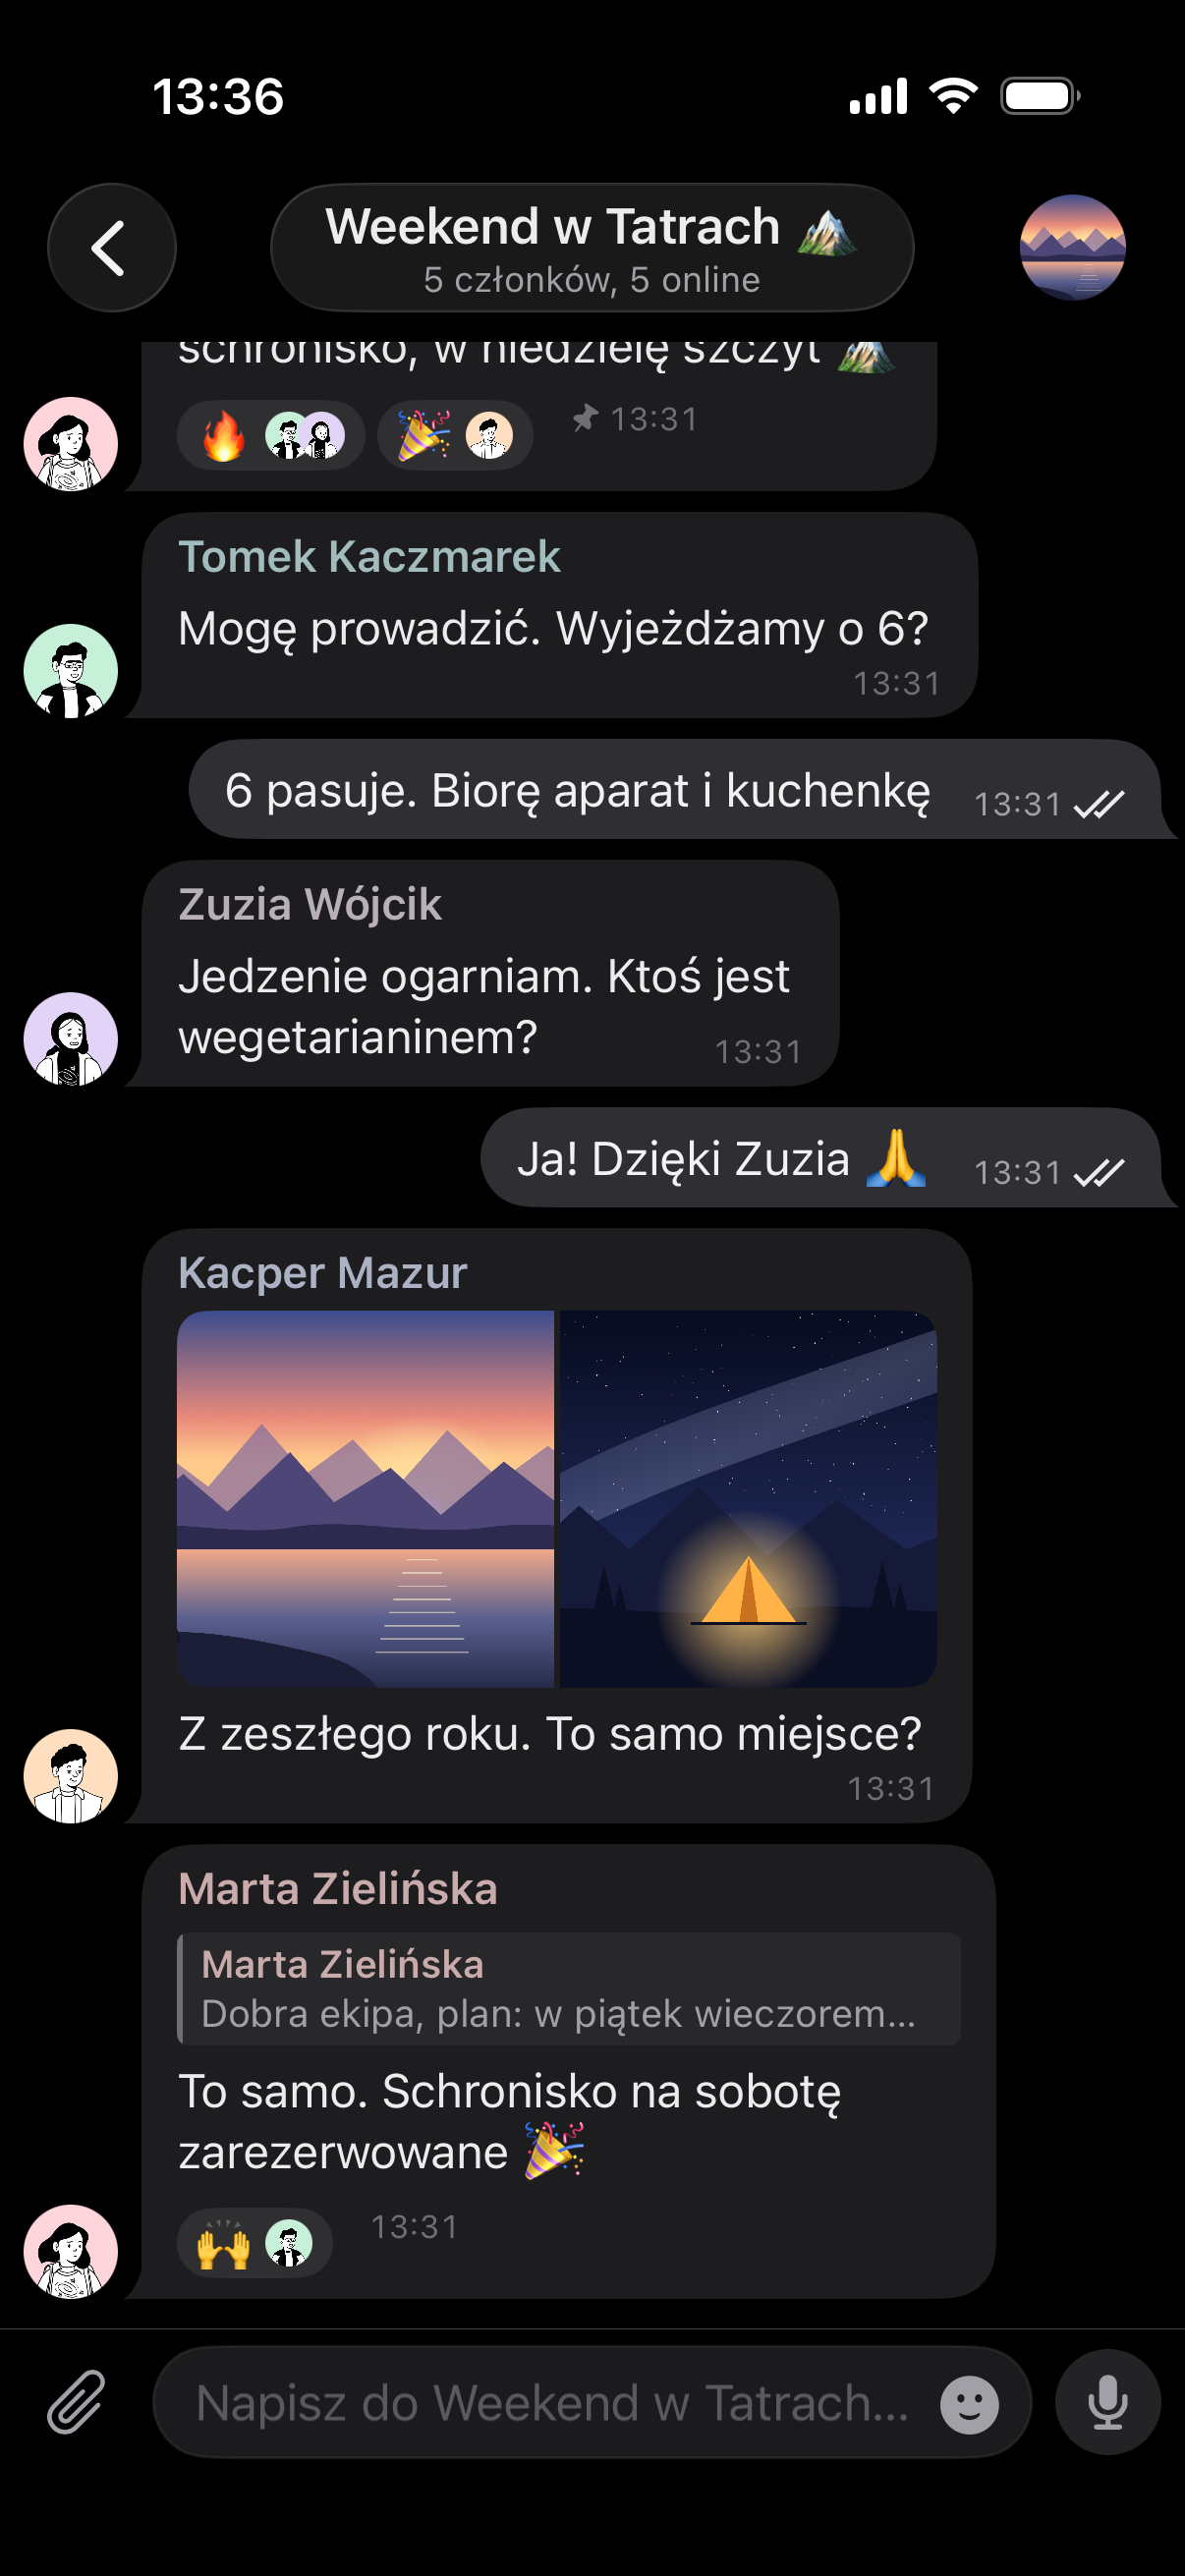 13:36
Weekend w Tatrach
5 członków, 5 online
schronisko, w niedzielę szczyt
13:31
Tomek Kaczmarek
Mogę prowadzić. Wyjeżdżamy o 6?
13:31
6 pasuje. Biorę aparat i kuchenkę 13:31
Zuzia Wójcik
Jedzenie ogarniam. Ktoś jest
wegetarianinem?
13:31
Ja! Dzięki Zuzia 🙏 13:31
Kacper Mazur
Z zeszłego roku. To samo miejsce?
13:31
Marta Zielińska
Marta Zielińska
Dobra ekipa, plan: w piątek wieczorem...
To samo. Schronisko na sobotę
zarezerwowane 🎉
13:31
Napisz do Weekend w Tatrach...